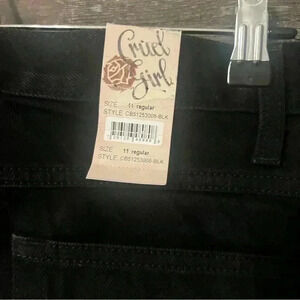 Cruel
Girl
SIZE 11 regular
STYLE CB51253009-BLK
SIZE 11 regular
STYLE CB51253009-BLK